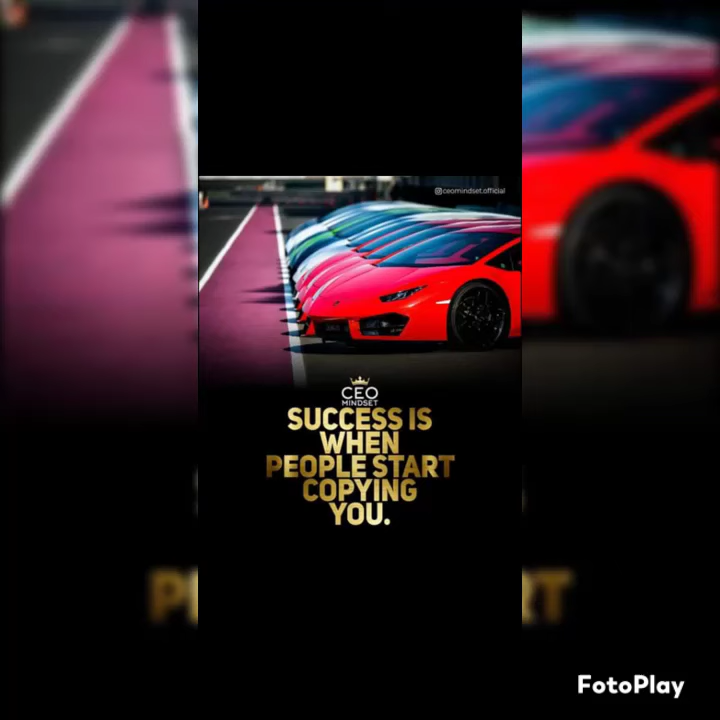 ceomindset.official
CEO
MINDSET
SUCCESS IS
WHEN
PEOPLE START
COPYING
YOU.
FotoPlay